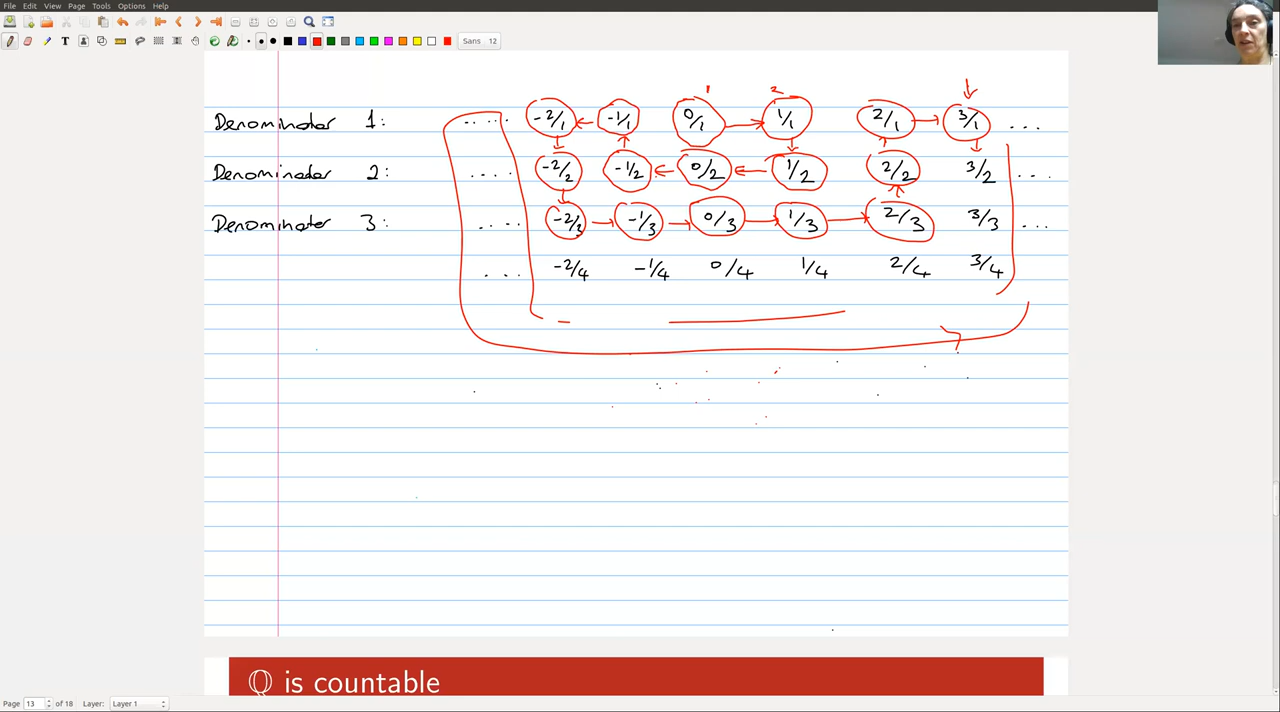 File Edit View Page Tools Options Help
Sans 12
1 2
Denominator 1: .... -2/1 -1/1 0/1 1/1 2/1 3/1 ...
Denominator 2: .... -2/2 -1/2 0/2 1/2 2/2 3/2 ....
Denominator 3: .... -2/3 -1/3 0/3 1/3 2/3 3/3 ...
... -2/4 -1/4 0/4 1/4 2/4 3/4
ℚ is countable
Page 13 of 18 Layer: Layer 1